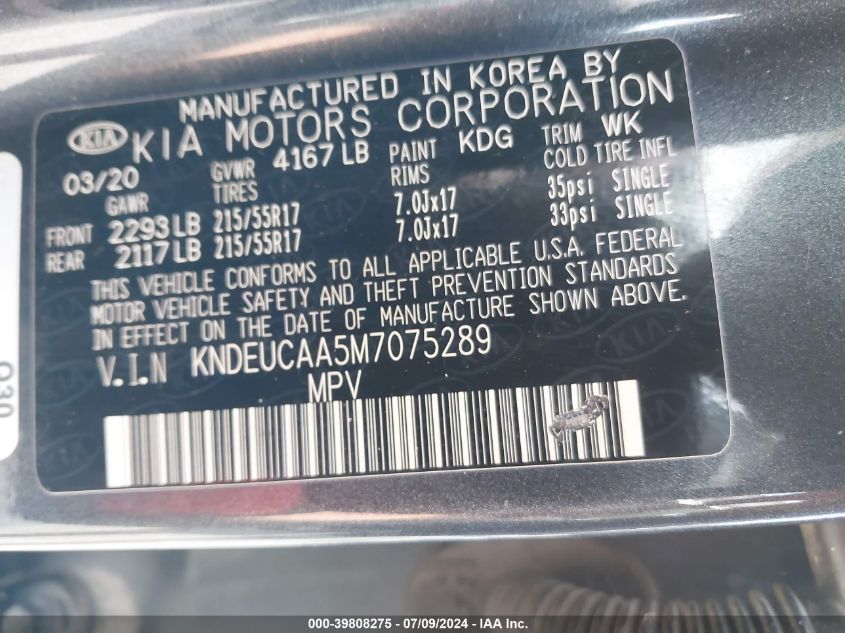 MANUFACTURED IN KOREA BY
KIA KIA MOTORS CORPORATION
03/20 GVWR 4167 LB PAINT KDG TRIM WK
GAWR TIRES RIMS COLD TIRE INFL
FRONT 2293 LB 215/55R17 7.0Jx17 35psi SINGLE
REAR 2117 LB 215/55R17 7.0Jx17 33psi SINGLE
THIS VEHICLE CONFORMS TO ALL APPLICABLE U.S.A. FEDERAL
MOTOR VEHICLE SAFETY AND THEFT PREVENTION STANDARDS
IN EFFECT ON THE DATE OF MANUFACTURE SHOWN ABOVE.
V.I.N KNDEUCAA5M7075289
MPV
O30
000-39808275 - 07/09/2024 - IAA Inc.